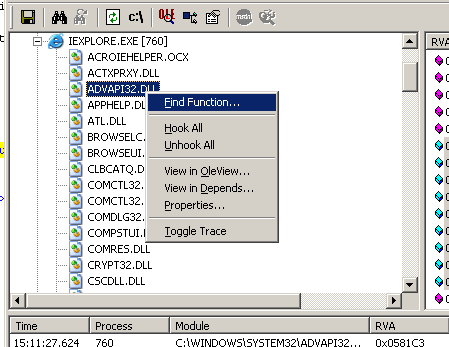 c:\
IEXPLORE.EXE [760]
RVA
ACROIEHELPER.OCX
ACTXPRXY.DLL
ADVAPI32.DLL
APPHELP.DLL
Find Function...
ATL.DLL
BROWSELC.
Hook All
BROWSEUI.
Unhook All
CLBCATQ.D
COMCTL32.
View in OleView...
COMCTL32.
View in Depends...
COMDLG32
Properties...
COMPSTUI.
COMRES.D
Toggle Trace
CRYPT32.DLL
CSCDLL.DLL
Time Process Module RVA
15:11:27.624 760 C:\WINDOWS\SYSTEM32\ADVAPI32... 0x0581C3